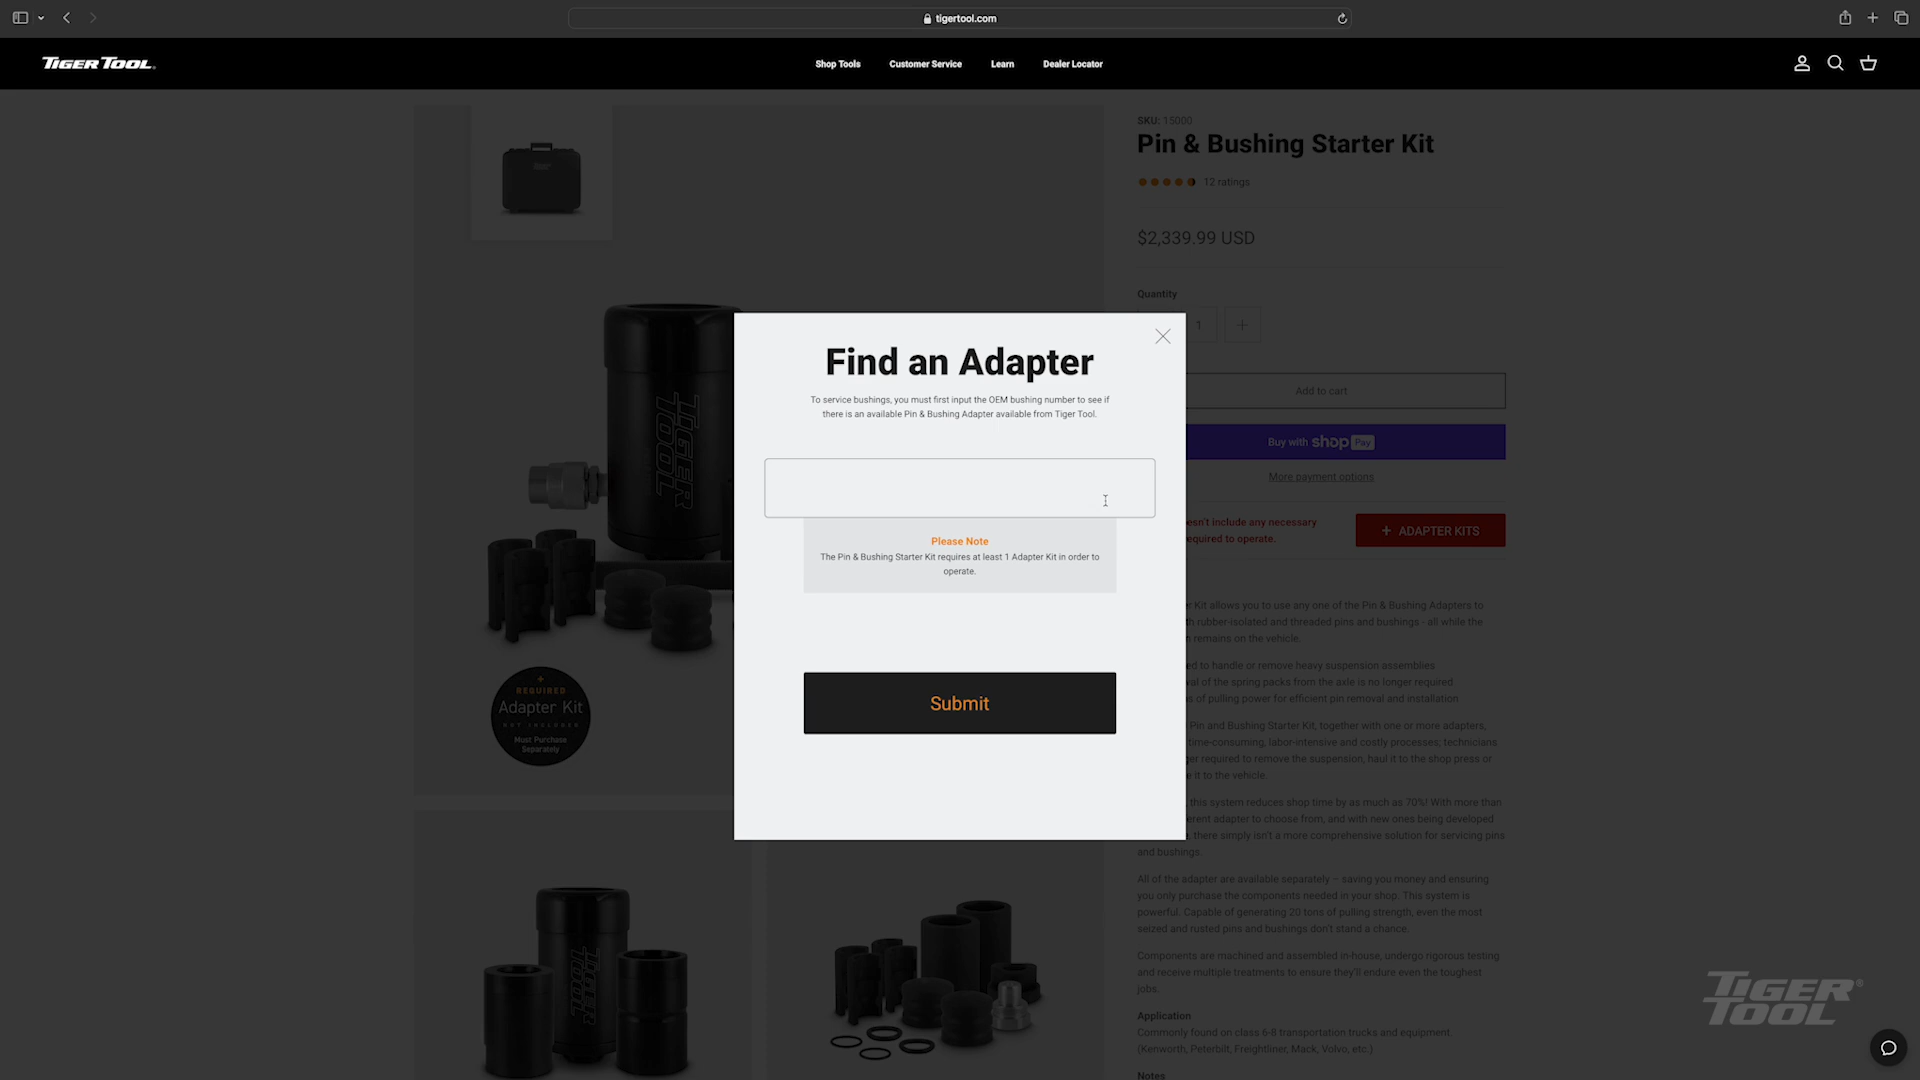 tigertool.com
TIGER TOOL
Shop Tools
Customer Service
Learn
Dealer Locator
SKU: 15000
Pin & Bushing Starter Kit
12 ratings
$2,339.99 USD
Quantity
1
Find an Adapter
To service bushings, you must first input the OEM bushing number to see if
there is an available Pin & Bushing Adapter available from Tiger Tool.
Please Note
The Pin & Bushing Starter Kit requires at least 1 Adapter Kit in order to
operate.
Submit
Add to cart
Buy with shop Pay
More payment options
esn't include any necessary
equired to operate.
+ ADAPTER KITS
Kit allows you to use any one of the Pin & Bushing Adapters to
rubber-isolated and threaded pins and bushings - all while the
remains on the vehicle.
ed to handle or remove heavy suspension assemblies
val of the spring packs from the axle is no longer required
s of pulling power for efficient pin removal and installation
Pin and Bushing Starter Kit, together with one or more adapters,
time-consuming, labor-intensive and costly processes; technicians
ger required to remove the suspension, haul it to the shop press or
e it to the vehicle.
this system reduces shop time by as much as 70%! With more than
erent adapter to choose from, and with new ones being developed
there simply isn't a more comprehensive solution for servicing pins
and bushings.
All of the adapter are available separately – saving you money and ensuring
you only purchase the components needed in your shop. This system is
powerful. Capable of generating 20 tons of pulling strength, even the most
seized and rusted pins and bushings don't stand a chance.
Components are machined and assembled in-house, undergo rigorous testing
and receive multiple treatments to ensure they'll endure even the toughest
jobs.
Application
Commonly found on class 6-8 transportation trucks and equipment.
(Kenworth, Peterbilt, Freightliner, Mack, Volvo, etc.)
Notes
TIGER
TOOL
+
REQUIRED
Adapter Kit
NOT INCLUDED
Must Purchase
Separately
TIGER
TOOL
TIGER
TOOL